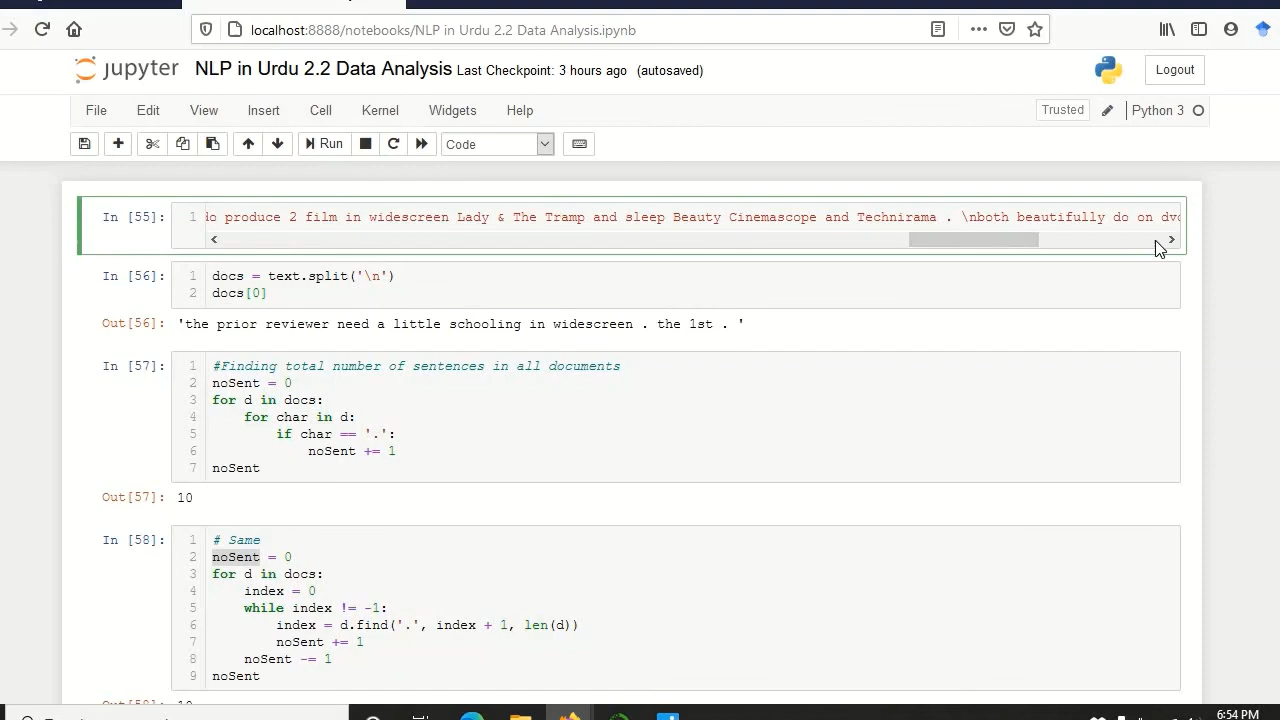 localhost:8888/notebooks/NLP in Urdu 2.2 Data Analysis.ipynb
jupyter NLP in Urdu 2.2 Data Analysis Last Checkpoint: 3 hours ago (autosaved)
Logout
File Edit View Insert Cell Kernel Widgets Help
Trusted Python 3
Run Code
In [55]: 1 do produce 2 film in widescreen Lady & The Tramp and sleep Beauty Cinemascope and Technirama . \nboth beautifully do on
In [56]: 1 docs = text.split('\n')
2 docs[0]
Out[56]: 'the prior reviewer need a little schooling in widescreen . the 1st . '
In [57]: 1 #Finding total number of sentences in all documents
2 noSent = 0
3 for d in docs:
4 for char in d:
5 if char == '.':
6 noSent += 1
7 noSent
Out[57]: 10
In [58]: 1 # Same
2 noSent = 0
3 for d in docs:
4 index = 0
5 while index != -1:
6 index = d.find('.', index + 1, len(d))
7 noSent += 1
8 noSent -= 1
9 noSent
6:54 PM